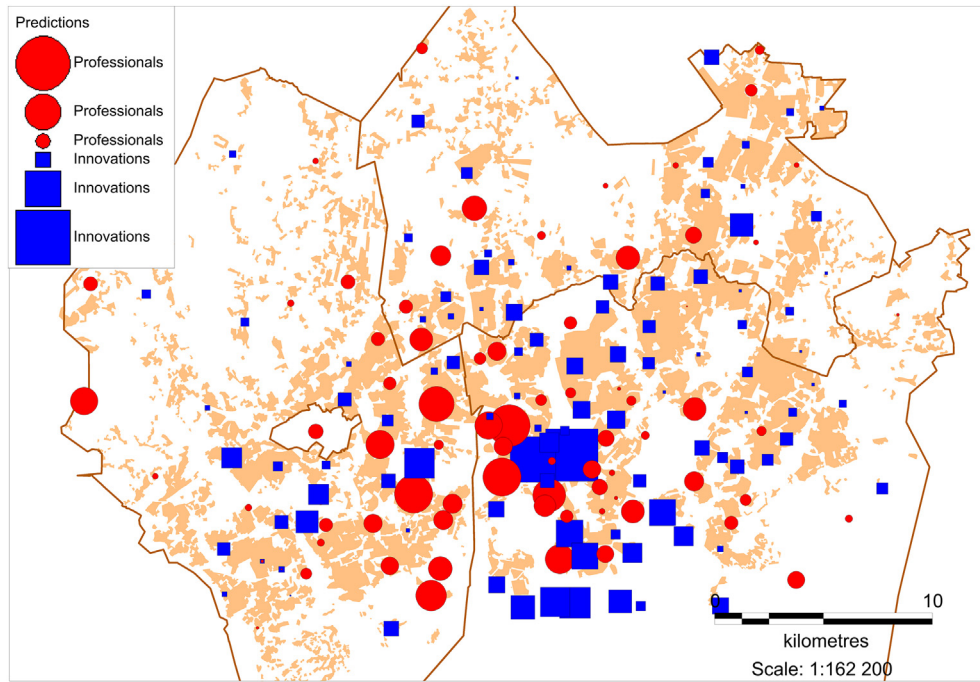 Predictions
Professionals
Professionals
Professionals
Innovations
Innovations
Innovations
0 10
kilometres
Scale: 1:162 200